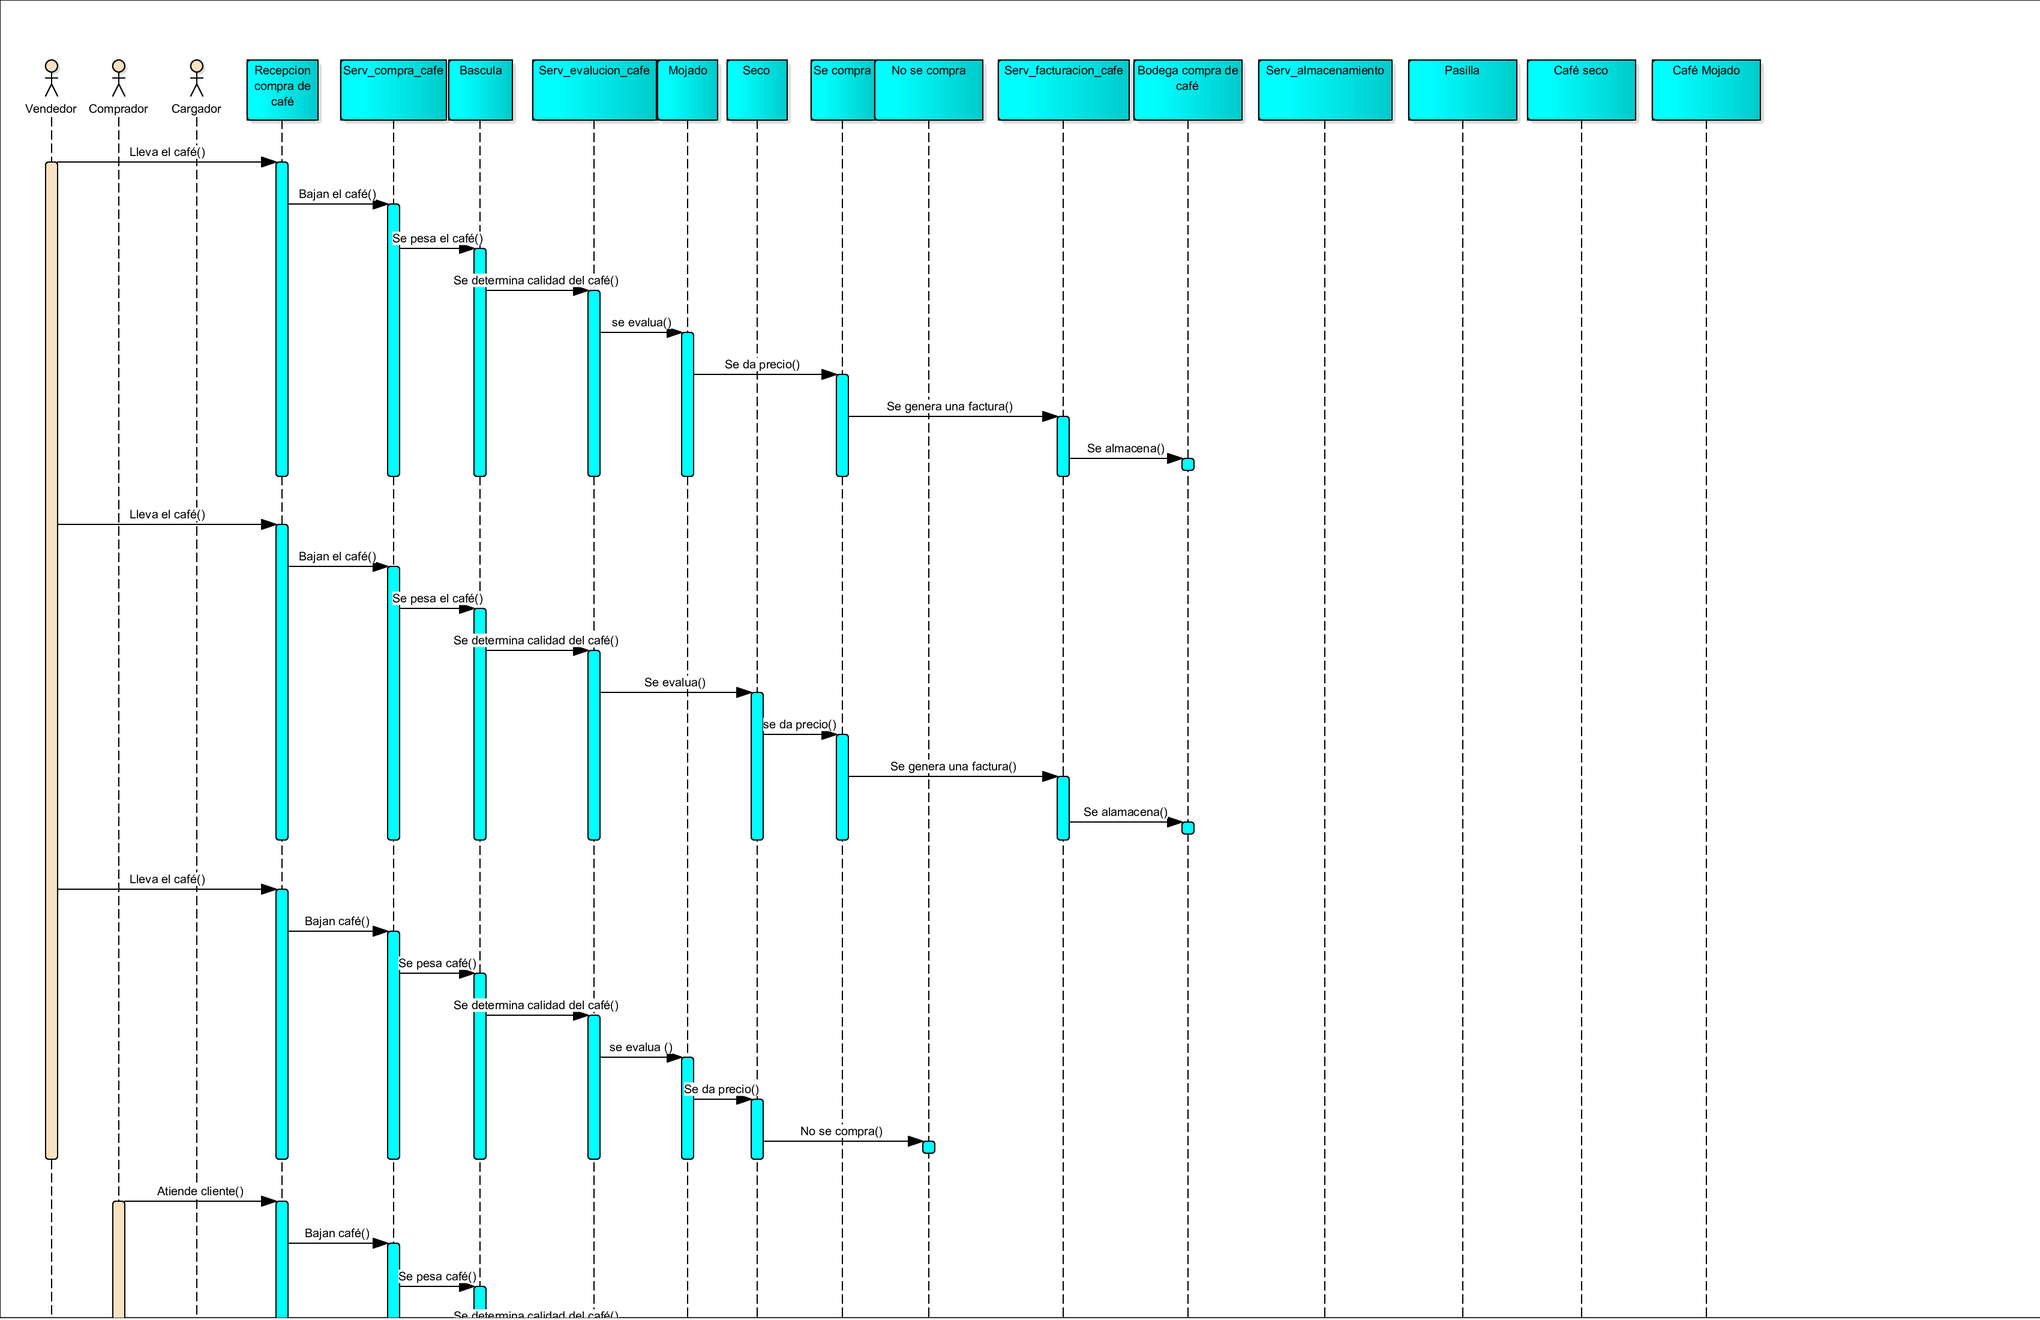 Vendedor
Comprador
Cargador
Recepcion
compra de
café
Serv_compra_cafe
Bascula
Serv_evalucion_cafe
Mojado
Seco
Se compra
No se compra
Serv_facturacion_cafe
Bodega compra de
café
Serv_almacenamiento
Pasilla
Café seco
Café Mojado
Lleva el café()
Bajan el café()
Se pesa el café()
Se determina calidad del café()
se evalua()
Se da precio()
Se genera una factura()
Se almacena()
Lleva el café()
Bajan el café()
Se pesa el café()
Se determina calidad del café()
Se evalua()
se da precio()
Se genera una factura()
Se alamacena()
Lleva el café()
Bajan café()
Se pesa café()
Se determina calidad del café()
se evalua ()
Se da precio()
No se compra()
Atiende cliente()
Bajan café()
Se pesa café()
Se determina calidad del café()